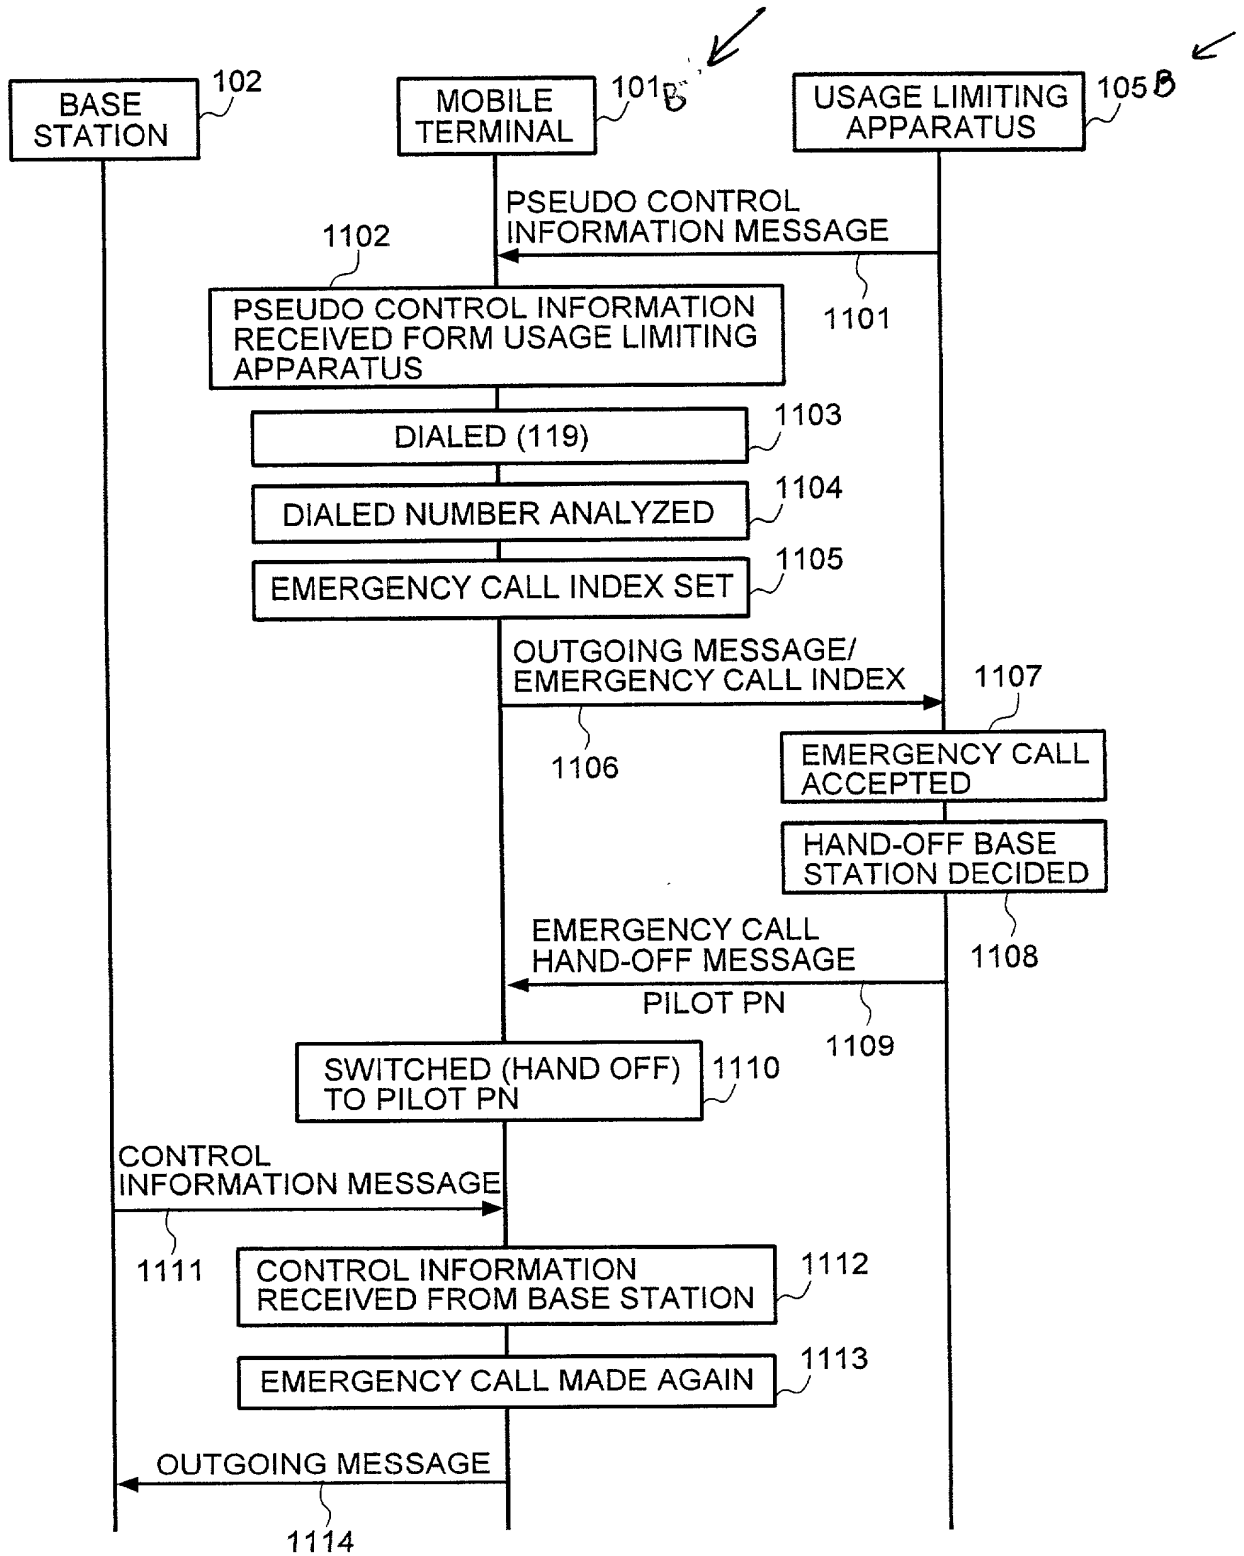 BASE
STATION
102
MOBILE
TERMINAL
101 B
USAGE LIMITING
APPARATUS
105 B
PSEUDO CONTROL
INFORMATION MESSAGE
1101
1102
PSEUDO CONTROL INFORMATION
RECEIVED FORM USAGE LIMITING
APPARATUS
DIALED (119)
1103
DIALED NUMBER ANALYZED
1104
EMERGENCY CALL INDEX SET
1105
OUTGOING MESSAGE/
EMERGENCY CALL INDEX
1106
1107
EMERGENCY CALL
ACCEPTED
HAND-OFF BASE
STATION DECIDED
1108
EMERGENCY CALL
HAND-OFF MESSAGE
PILOT PN
1109
SWITCHED (HAND OFF)
TO PILOT PN
1110
CONTROL
INFORMATION MESSAGE
1111
CONTROL INFORMATION
RECEIVED FROM BASE STATION
1112
EMERGENCY CALL MADE AGAIN
1113
OUTGOING MESSAGE
1114